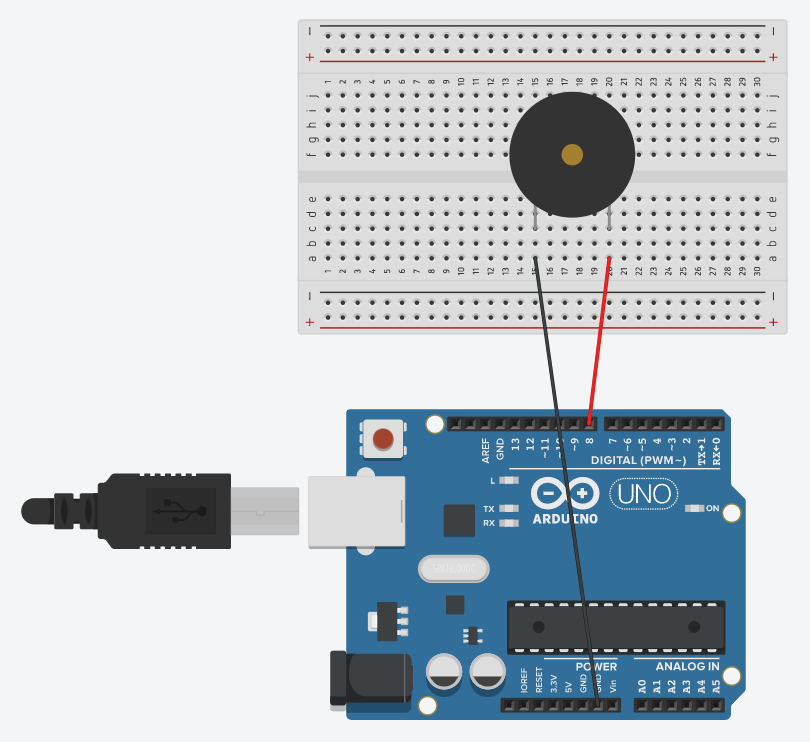 − −
+ +
1 2 3 4 5 6 7 8 9 10 11 12 13 14 15 16 17 18 19 20 21 22 23 24 25 26 27 28 29 30
j j
i i
h h
g g
f f
e e
d d
c c
b b
a a
1 2 3 4 5 6 7 8 9 10 11 12 13 14 15 16 17 18 19 20 21 22 23 24 25 26 27 28 29 30
− −
+ +
AREF GND 13 12 ~11 ~10 ~9 8 7 ~6 ~5 4 ~3 2 TX→1 RX←0
DIGITAL (PWM~)
L
TX
RX
ARDUINO
UNO
ON
POWER ANALOG IN
IOREF RESET 3.3V 5V GND GND Vin A0 A1 A2 A3 A4 A5